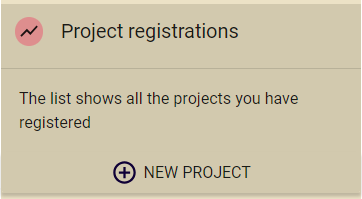 Project registrations
The list shows all the projects you have
registered
NEW PROJECT